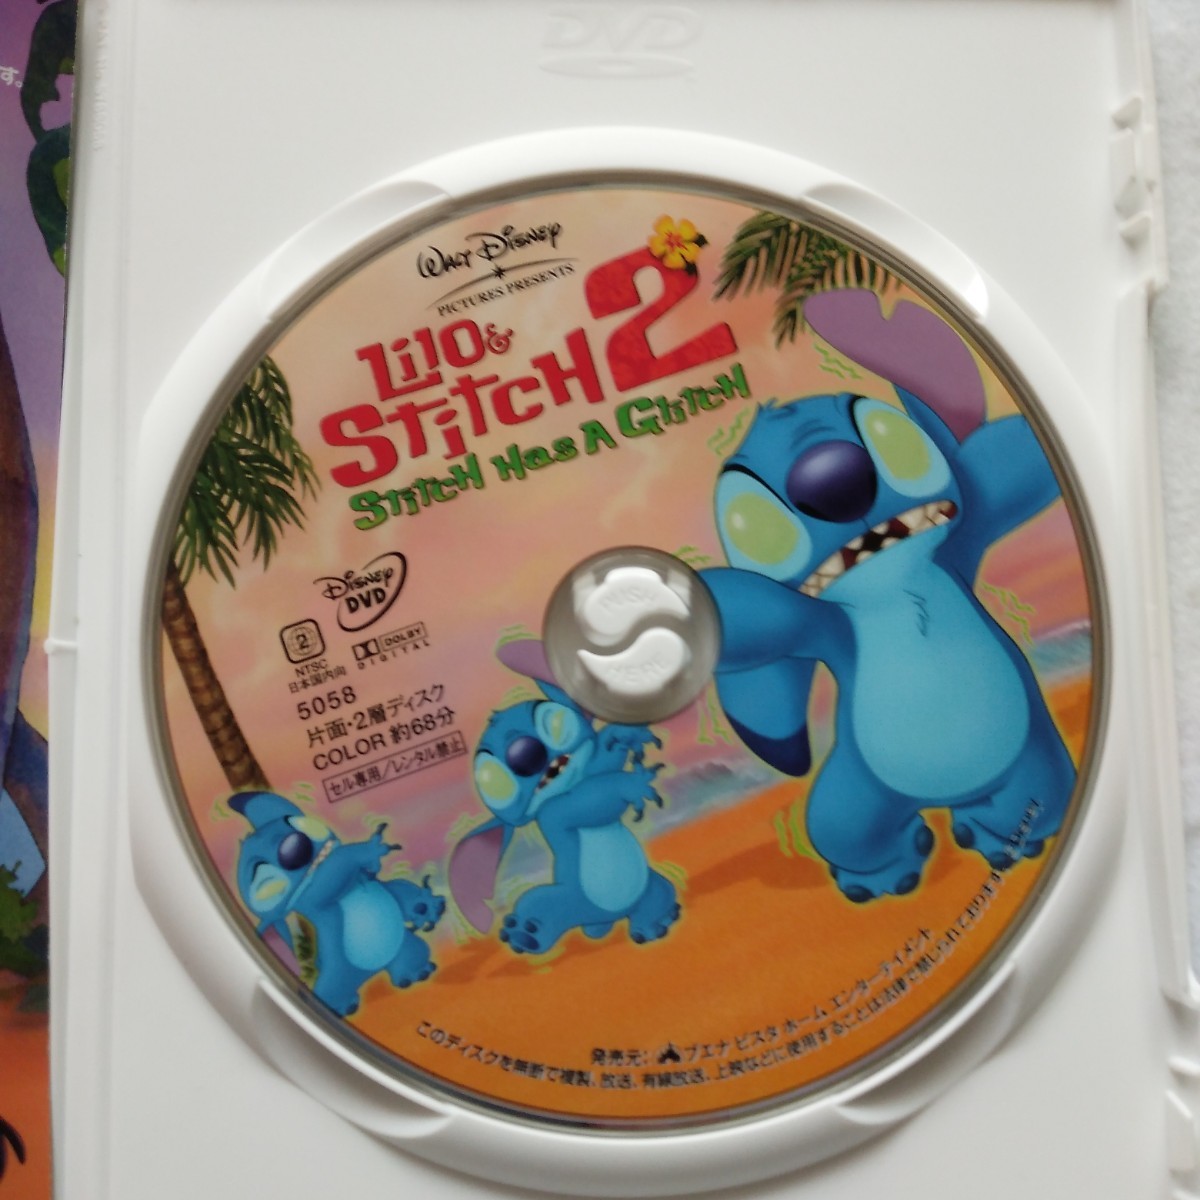 す。
DVD
WALT DISNEY
PICTURES PRESENTS
LiLO &
STiTCH 2
STiTCH HAS A GLiTCH
DISNEY
DVD
2
NTSC
日本国内向
DOLBY
DIGITAL
5058
片面・2層ディスク
COLOR 約68分
セル専用/レンタル禁止
PUSH
発売元: ブエナ ビスタ ホーム エンターテイメント
このディスクを無断で複製、放送、有線放送、上映などに使用することは法律で禁じられております。 ©Disney